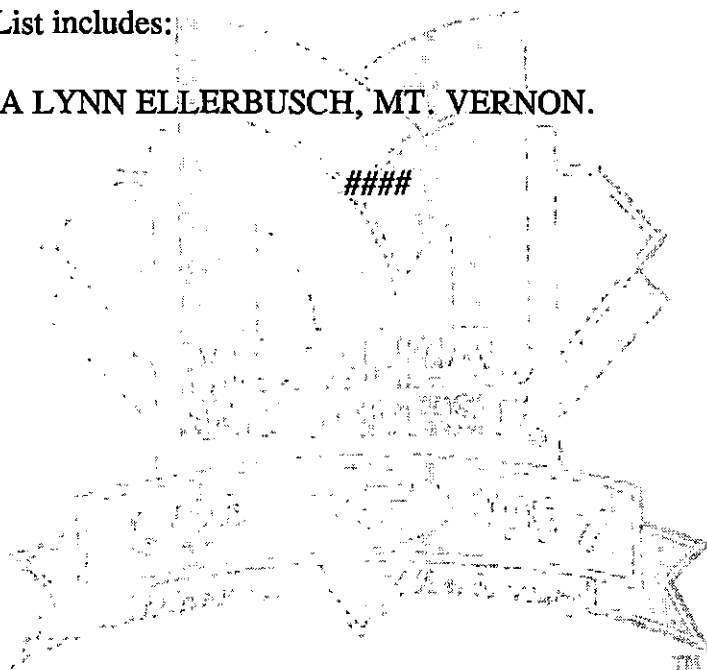 List includes:
A LYNN ELLERBUSCH, MT. VERNON.
####